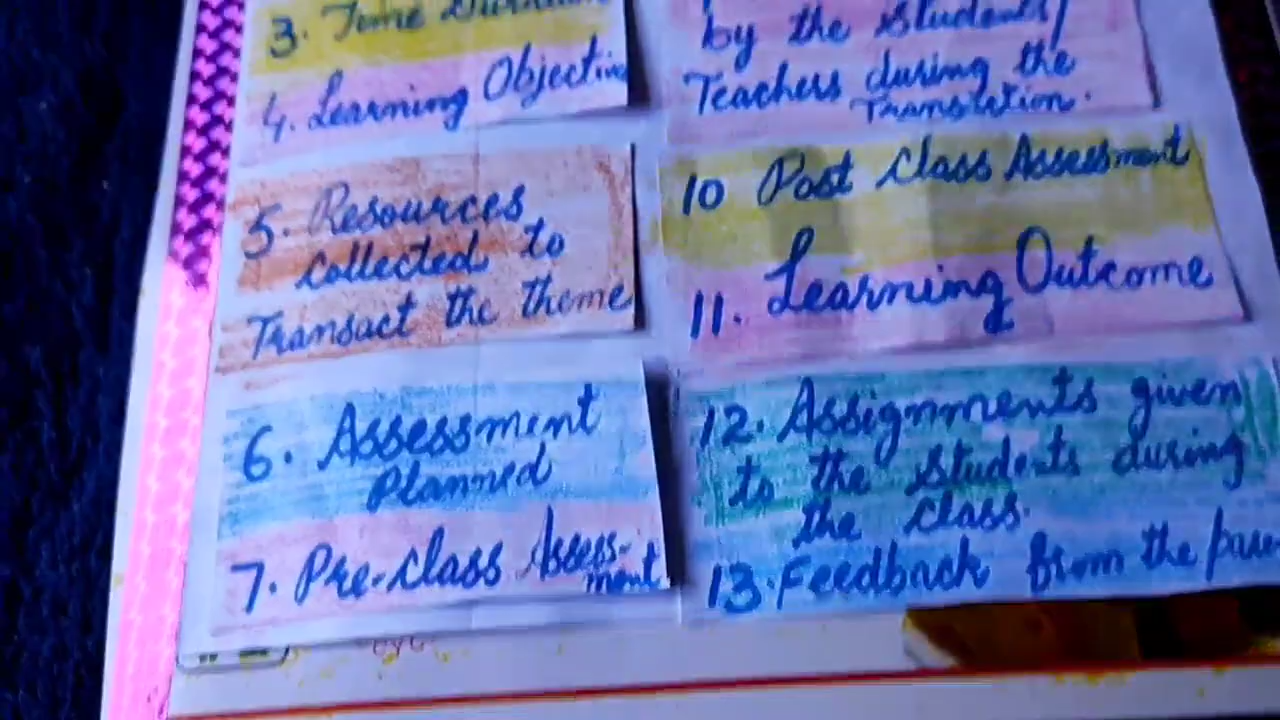 3. Time
4. Learning Objective
5. Resources
collected to
Transact the theme
6. Assessment
Planned
7. Pre-class Assess-
ment
by the Students/
Teachers during the
10 Post Class Assessment
11. Learning Outcome
12. Assignments given
to the Students during
the class.
13. Feedback from the